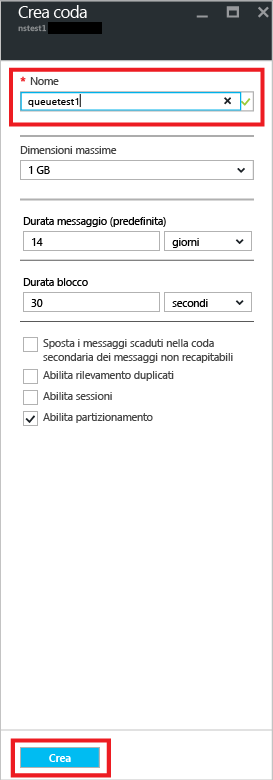 Crea coda
nstest1
* Nome
queuetest1
Dimensioni massime
1 GB
Durata messaggio (predefinita)
14 giorni
Durata blocco
30 secondi
Sposta i messaggi scaduti nella coda
secondaria dei messaggi non recapitabili
Abilita rilevamento duplicati
Abilita sessioni
Abilita partizionamento
Crea